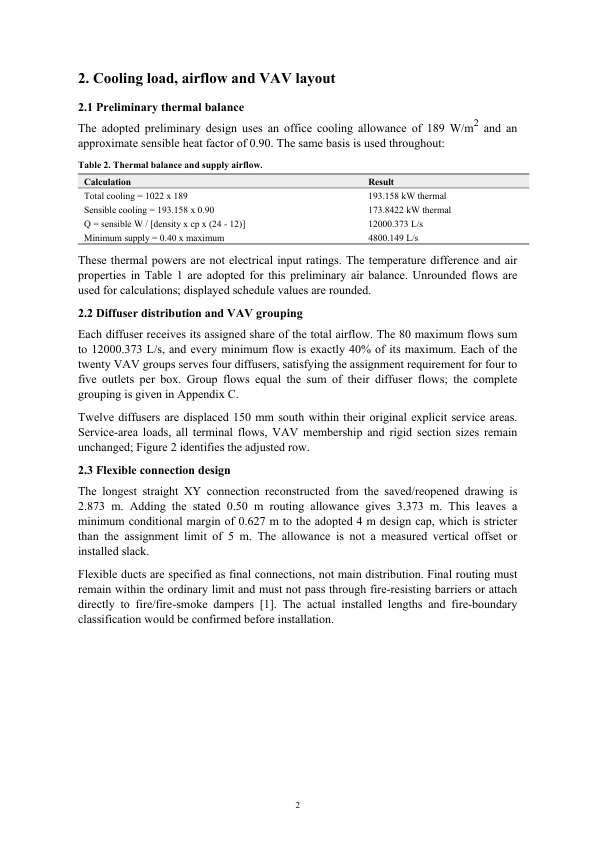 2. Cooling load, airflow and VAV layout
2.1 Preliminary thermal balance
The adopted preliminary design uses an office cooling allowance of 189 W/m2 and an
approximate sensible heat factor of 0.90. The same basis is used throughout:
Table 2. Thermal balance and supply airflow.
Calculation Result
Total cooling = 1022 x 189 193.158 kW thermal
Sensible cooling = 193.158 x 0.90 173.8422 kW thermal
Q = sensible W / [density x cp x (24 - 12)] 12000.373 L/s
Minimum supply = 0.40 x maximum 4800.149 L/s
These thermal powers are not electrical input ratings. The temperature difference and air
properties in Table 1 are adopted for this preliminary air balance. Unrounded flows are
used for calculations; displayed schedule values are rounded.
2.2 Diffuser distribution and VAV grouping
Each diffuser receives its assigned share of the total airflow. The 80 maximum flows sum
to 12000.373 L/s, and every minimum flow is exactly 40% of its maximum. Each of the
twenty VAV groups serves four diffusers, satisfying the assignment requirement for four to
five outlets per box. Group flows equal the sum of their diffuser flows; the complete
grouping is given in Appendix C.
Twelve diffusers are displaced 150 mm south within their original explicit service areas.
Service-area loads, all terminal flows, VAV membership and rigid section sizes remain
unchanged; Figure 2 identifies the adjusted row.
2.3 Flexible connection design
The longest straight XY connection reconstructed from the saved/reopened drawing is
2.873 m. Adding the stated 0.50 m routing allowance gives 3.373 m. This leaves a
minimum conditional margin of 0.627 m to the adopted 4 m design cap, which is stricter
than the assignment limit of 5 m. The allowance is not a measured vertical offset or
installed slack.
Flexible ducts are specified as final connections, not main distribution. Final routing must
remain within the ordinary limit and must not pass through fire-resisting barriers or attach
directly to fire/fire-smoke dampers [1]. The actual installed lengths and fire-boundary
classification would be confirmed before installation.
2